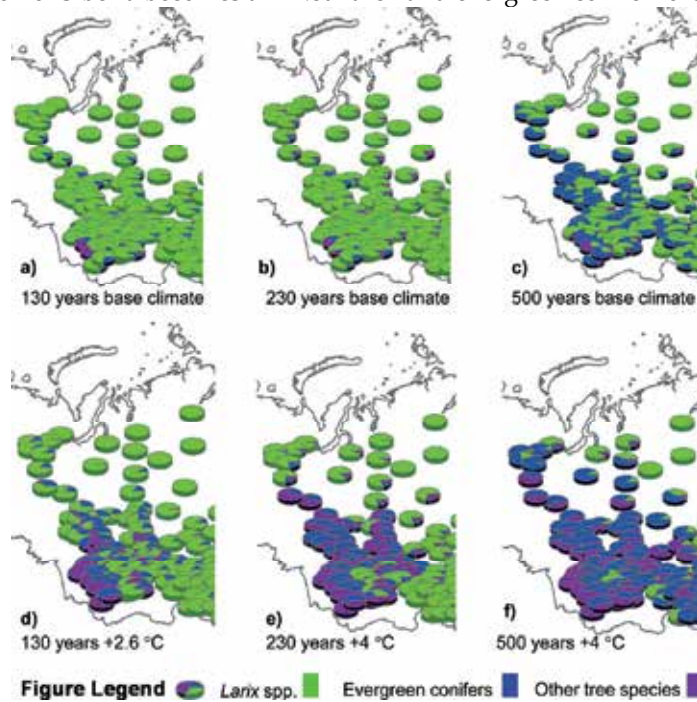 a)
b)
c)
130 years base climate
230 years base climate
500 years base climate
d)
e)
f)
130 years +2.6 °C
230 years +4 °C
500 years +4 °C
Figure Legend Larix spp. Evergreen conifers Other tree species